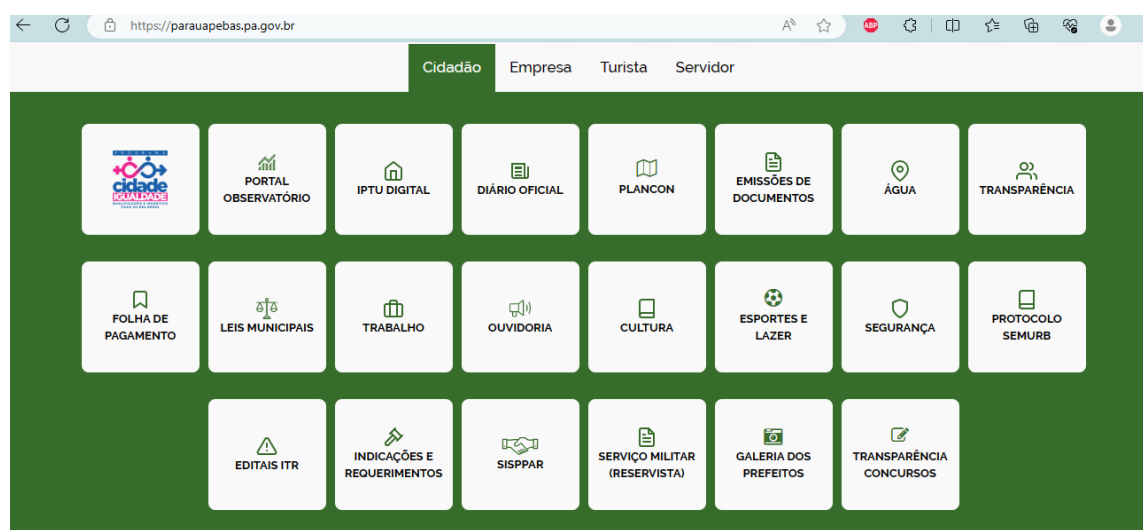 https://parauapebas.pa.gov.br
Cidadão Empresa Turista Servidor
cidade
IGUALDADE
PORTAL
OBSERVATÓRIO
IPTU DIGITAL
DIÁRIO OFICIAL
PLANCON
EMISSÕES DE
DOCUMENTOS
ÁGUA
TRANSPARÊNCIA
FOLHA DE
PAGAMENTO
LEIS MUNICIPAIS
TRABALHO
OUVIDORIA
CULTURA
ESPORTES E
LAZER
SEGURANÇA
PROTOCOLO
SEMURB
EDITAIS ITR
INDICAÇÕES E
REQUERIMENTOS
SISPPAR
SERVIÇO MILITAR
(RESERVISTA)
GALERIA DOS
PREFEITOS
TRANSPARÊNCIA
CONCURSOS